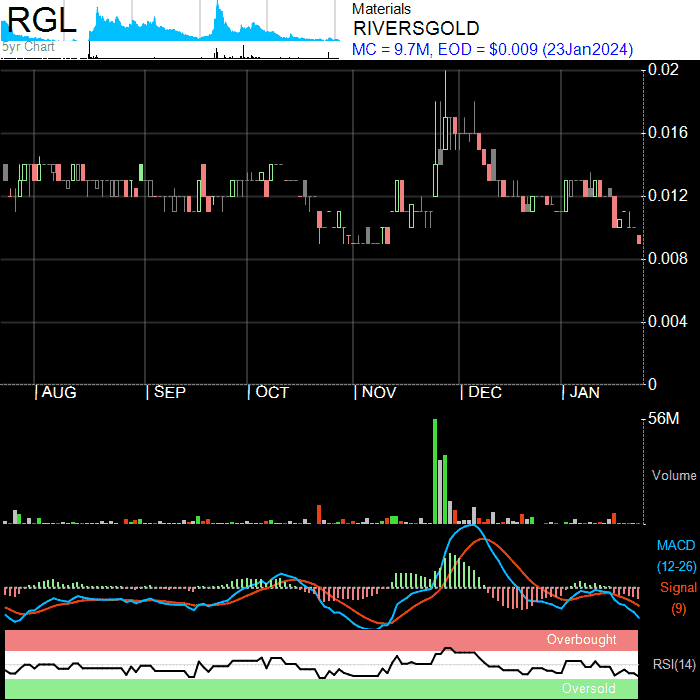 RGL
5yr Chart
Materials
RIVERSGOLD
MC = 9.7M, EOD = $0.009 (23Jan2024)
0.02
0.016
0.012
0.008
0.004
0
AUG SEP OCT NOV DEC JAN
56M
Volume
MACD
(12-26)
Signal
(9)
Overbought
RSI(14)
Oversold